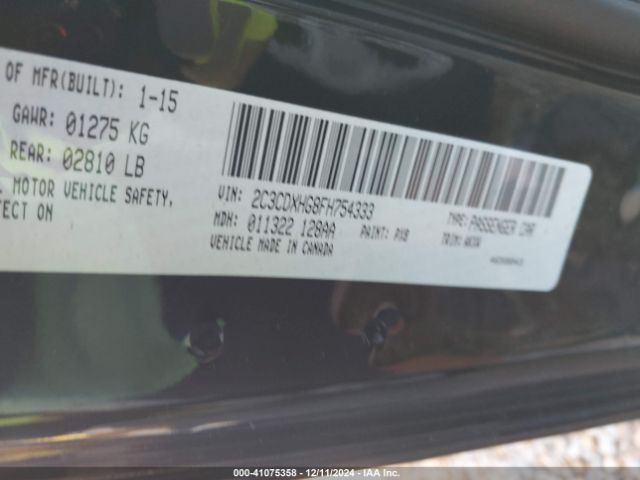 OF MFR(BUILT): 1-15
GAWR: 01275 KG
REAR: 02810 LB
MOTOR VEHICLE SAFETY,
ECT ON
VIN: 2C3CDXHG8FH754333
MDH: 011322 128AA
PAINT:
TYPE: PASSENGER CAR
TRIM:
VEHICLE MADE IN CANADA
000-41075358 - 12/11/2024 - IAA Inc.